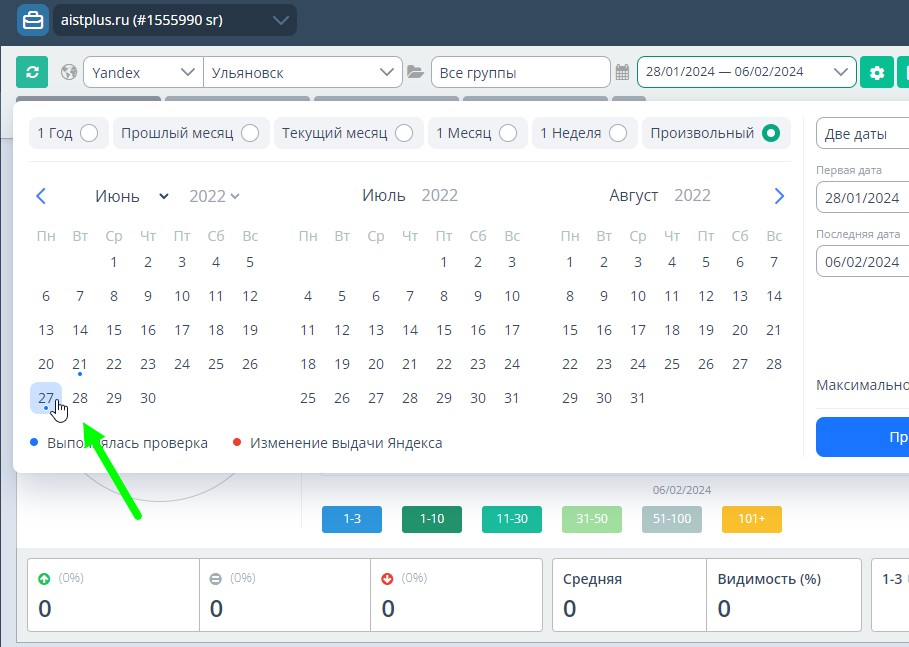 aistplus.ru (#1555990 sr)
Yandex Ульяновск Все группы 28/01/2024 — 06/02/2024
1 Год Прошлый месяц Текущий месяц 1 Месяц 1 Неделя Произвольный Две даты
Первая дата
28/01/2024
Последняя дата
06/02/2024
Июнь 2022 Июль 2022 Август 2022
Пн Вт Ср Чт Пт Сб Вс Пн Вт Ср Чт Пт Сб Вс Пн Вт Ср Чт Пт Сб Вс
1 2 3 4 5 1 2 3 1 2 3 4 5 6 7
6 7 8 9 10 11 12 4 5 6 7 8 9 10 8 9 10 11 12 13 14
13 14 15 16 17 18 19 11 12 13 14 15 16 17 15 16 17 18 19 20 21
20 21 22 23 24 25 26 18 19 20 21 22 23 24 22 23 24 25 26 27 28
27 28 29 30 25 26 27 28 29 30 31 29 30 31
Максимально
Пр
Выполнялась проверка Изменение выдачи Яндекса
06/02/2024
1-3 1-10 11-30 31-50 51-100 101+
(0%) (0%) (0%) Средняя Видимость (%) 1-3
0 0 0 0 0